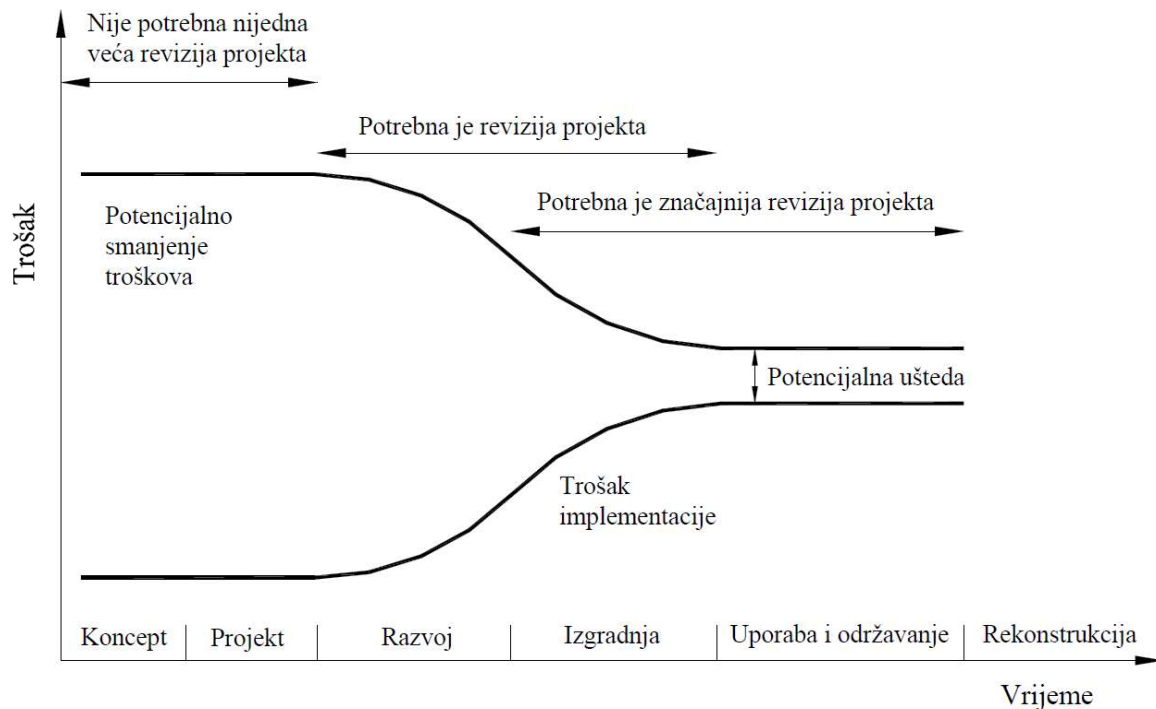 Nije potrebna nijedna
veća revizija projekta
Potrebna je revizija projekta
Potrebna je značajnija revizija projekta
Trošak
Potencijalno
smanjenje
troškova
Potencijalna ušteda
Trošak
implementacije
Koncept
Projekt
Razvoj
Izgradnja
Uporaba i održavanje
Rekonstrukcija
Vrijeme